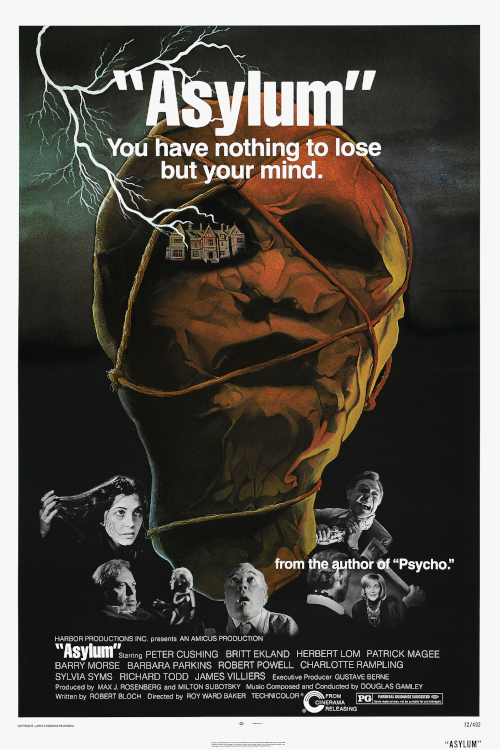 "Asylum"
You have nothing to lose
but your mind.
from the author of "Psycho."
HARBOR PRODUCTIONS INC. presents AN AMICUS PRODUCTION
"Asylum" Starring PETER CUSHING BRITT EKLAND HERBERT LOM PATRICK MAGEE
BARRY MORSE BARBARA PARKINS ROBERT POWELL CHARLOTTE RAMPLING
SYLVIA SYMS RICHARD TODD JAMES VILLIERS Executive Producer GUSTAVE BERNE
Produced by MAX J. ROSENBERG and MILTON SUBOTSKY Music Composed and Conducted by DOUGLAS GAMLEY
Written by ROBERT BLOCH Directed by ROY WARD BAKER TECHNICOLOR®
FROM
CINERAMA
RELEASING
PG PARENTAL GUIDANCE SUGGESTED
72/402
"ASYLUM"